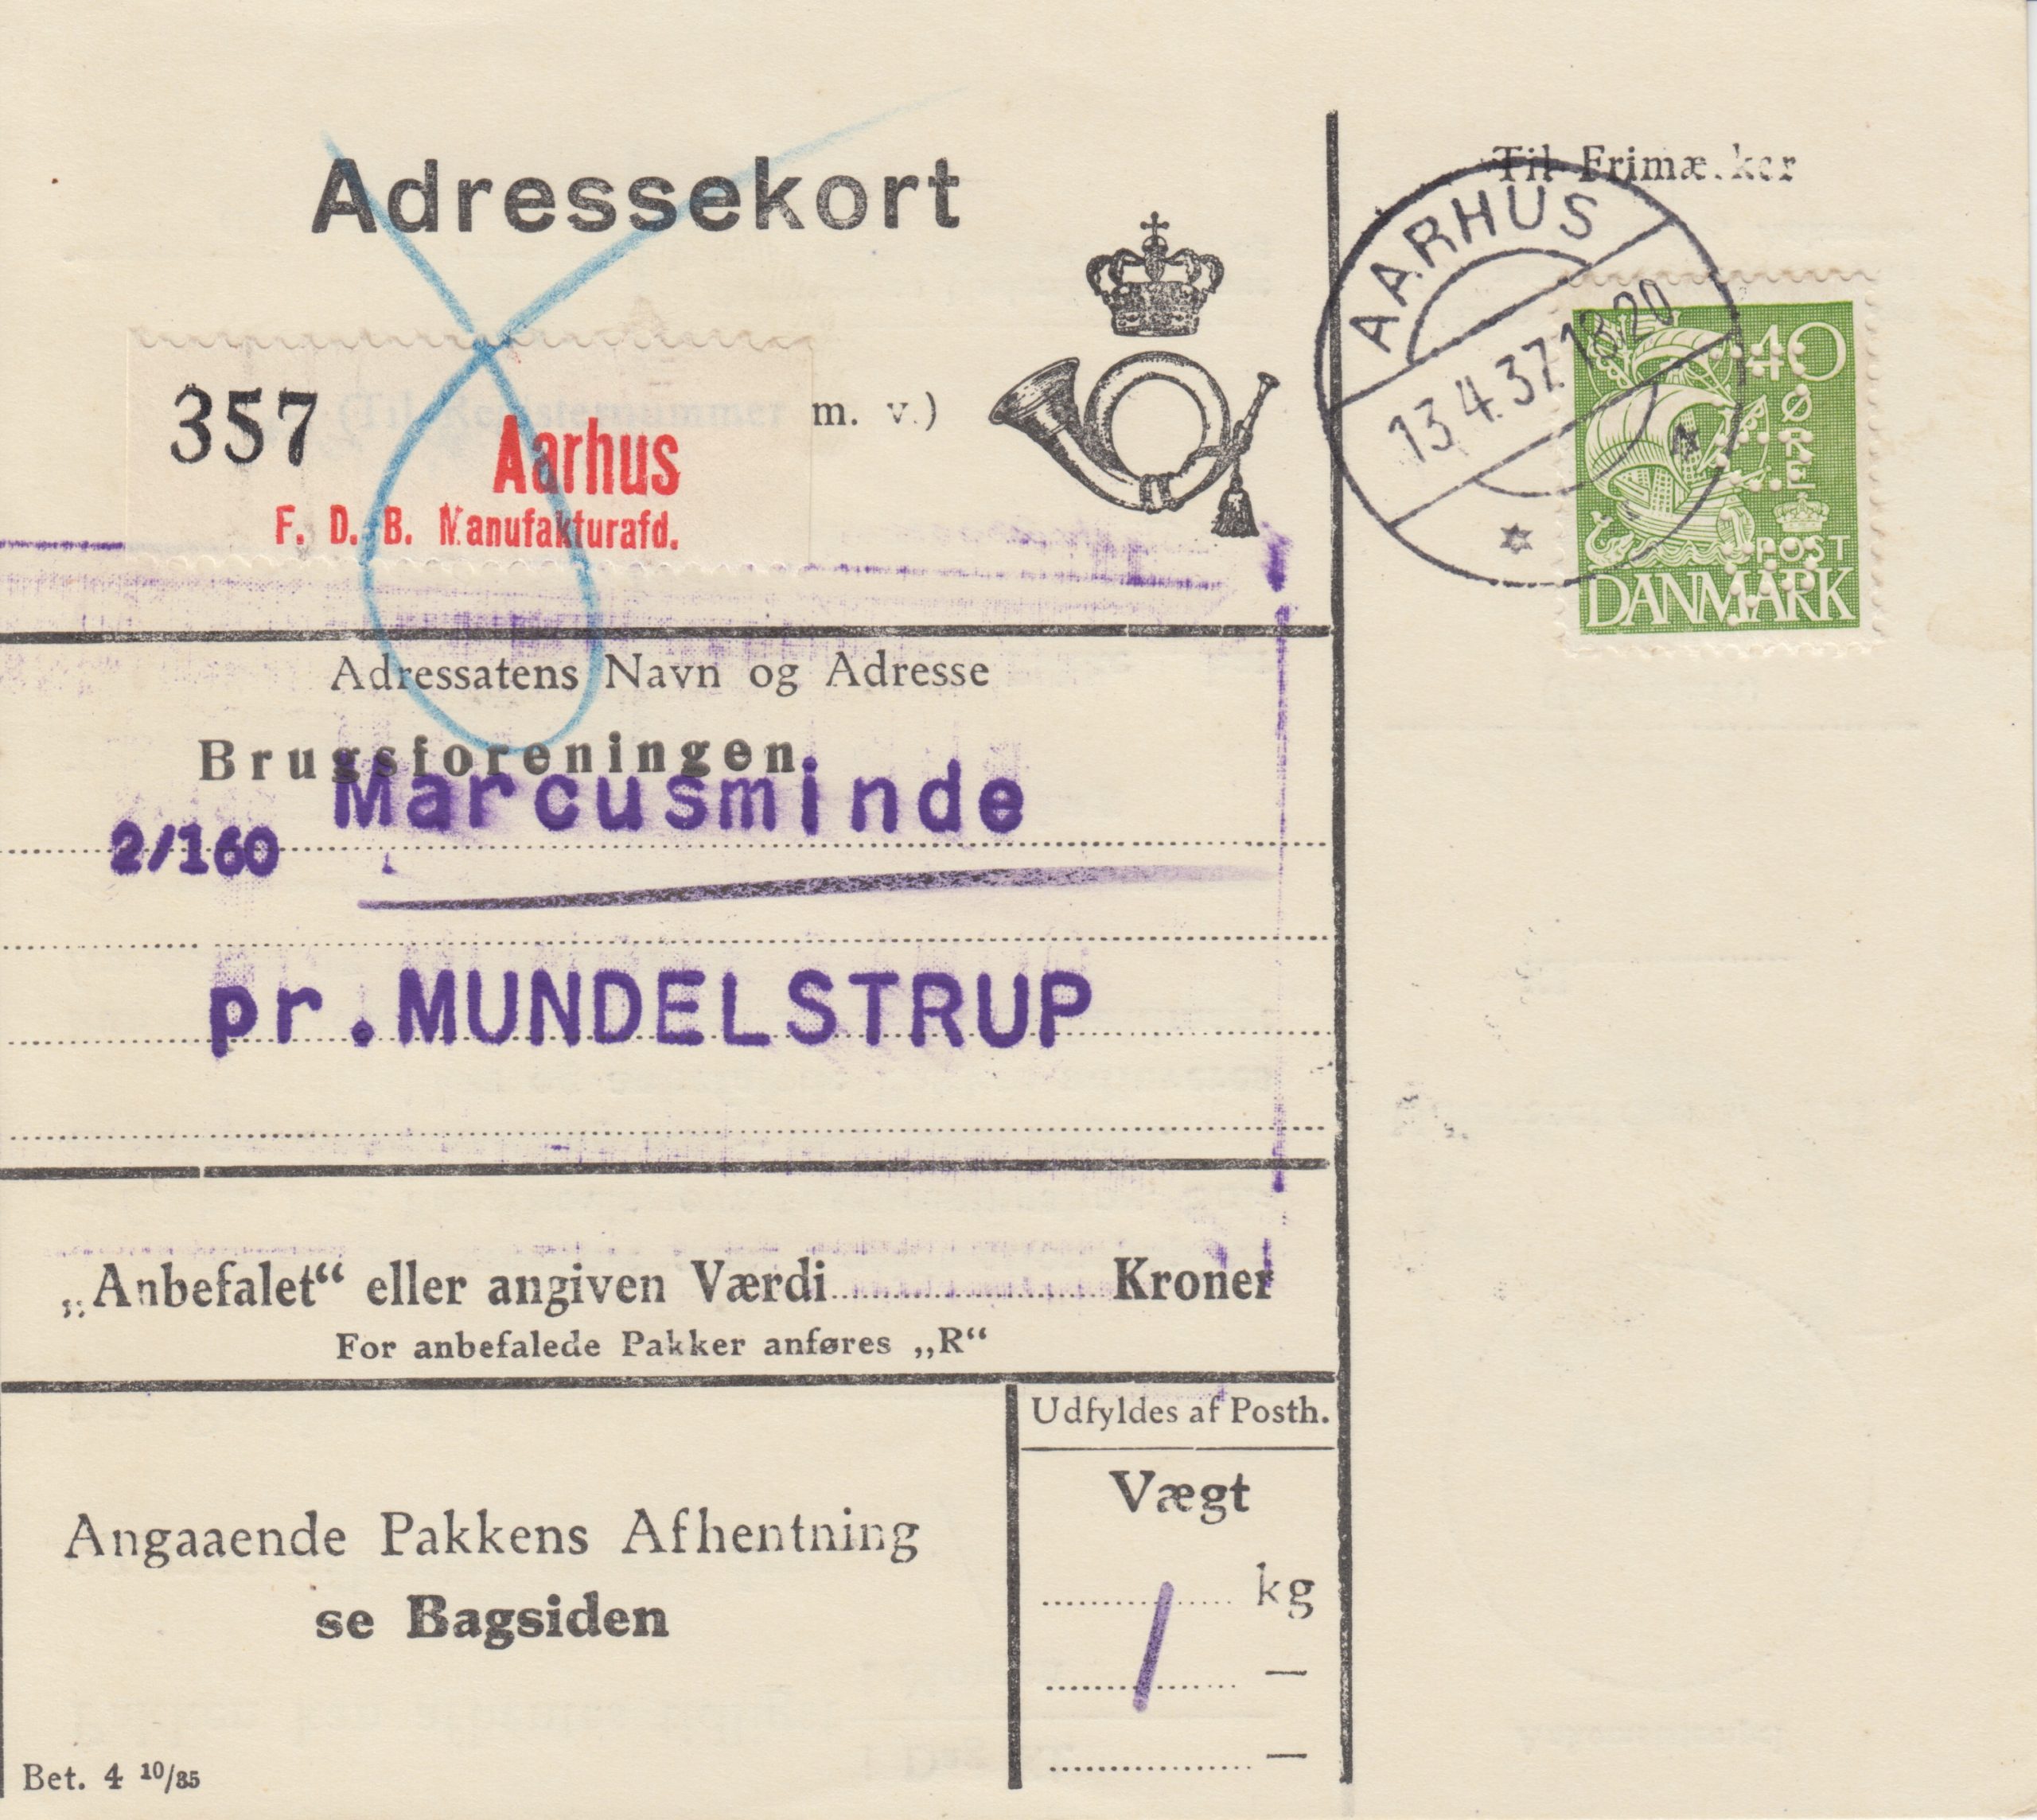 Adressekort
Til Frimærker
AARHUS
13.4.37.18 20
40
ØRE
POST
DANMARK
357
(Til Registernummer m. v.)
Aarhus
F. D. B. Manufakturafd.
Adressatens Navn og Adresse
Brugsforeningen
Marcusminde
2/160
pr.MUNDELSTRUP
„Anbefalet“ eller angiven Værdi Kroner
For anbefalede Pakker anføres „R“
Udfyldes af Posth.
Vægt
kg
1
Angaaende Pakkens Afhentning
se Bagsiden
Bet. 4 10/35